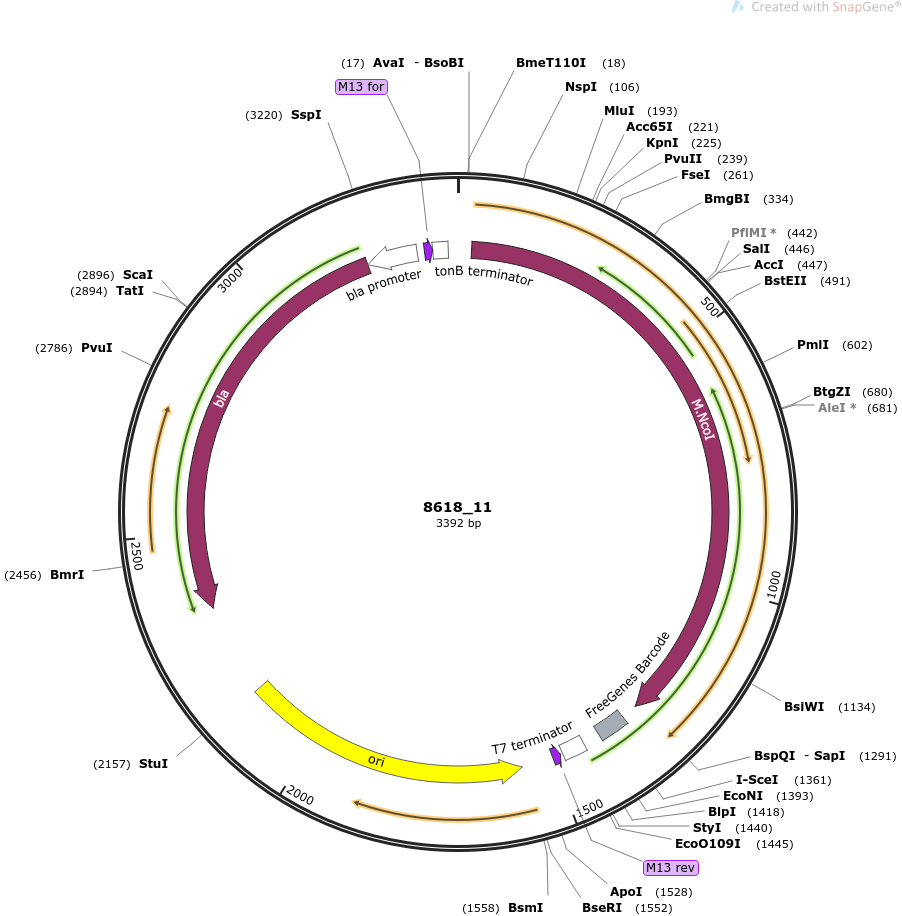 Created with SnapGene®
(17) AvaI - BsoBI
BmeT110I (18)
M13 for
NspI (106)
(3220) SspI
MluI (193)
Acc65I (221)
KpnI (225)
PvuII (239)
FseI (261)
BmgBI (334)
PflMI * (442)
SalI (446)
AccI (447)
BstEII (491)
(2896) ScaI
(2894) TatI
3000
bla promoter
tonB terminator
500
(2786) PvuI
PmlI (602)
BtgZI (680)
AleI * (681)
bla
M.NcoI
8618_11
3392 bp
2500
(2456) BmrI
1000
FreeGenes Barcode
BsiWI (1134)
T7 terminator
(2157) StuI
ori
BspQI - SapI (1291)
I-SceI (1361)
EcoNI (1393)
2000
1500
BlpI (1418)
StyI (1440)
EcoO109I (1445)
M13 rev
ApoI (1528)
(1558) BsmI
BseRI (1552)